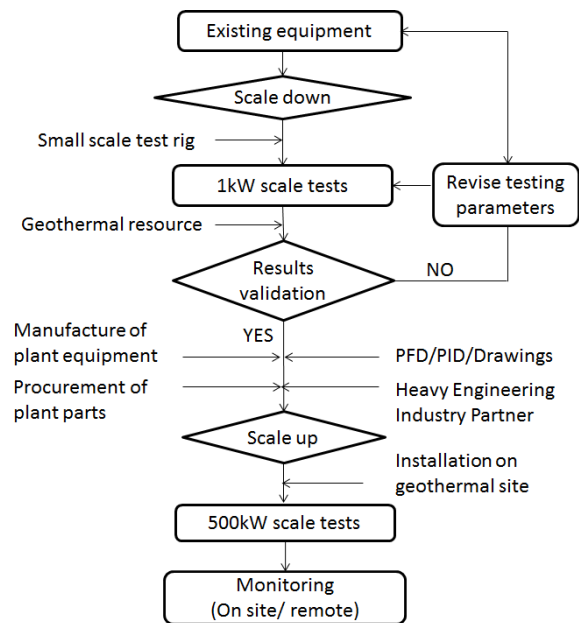 Existing equipment
Scale down
Small scale test rig
1kW scale tests
Revise testing
parameters
Geothermal resource
Results
validation
NO
YES
Manufacture of
plant equipment
PFD/PID/Drawings
Procurement of
plant parts
Heavy Engineering
Industry Partner
Scale up
Installation on
geothermal site
500kW scale tests
Monitoring
(On site/ remote)